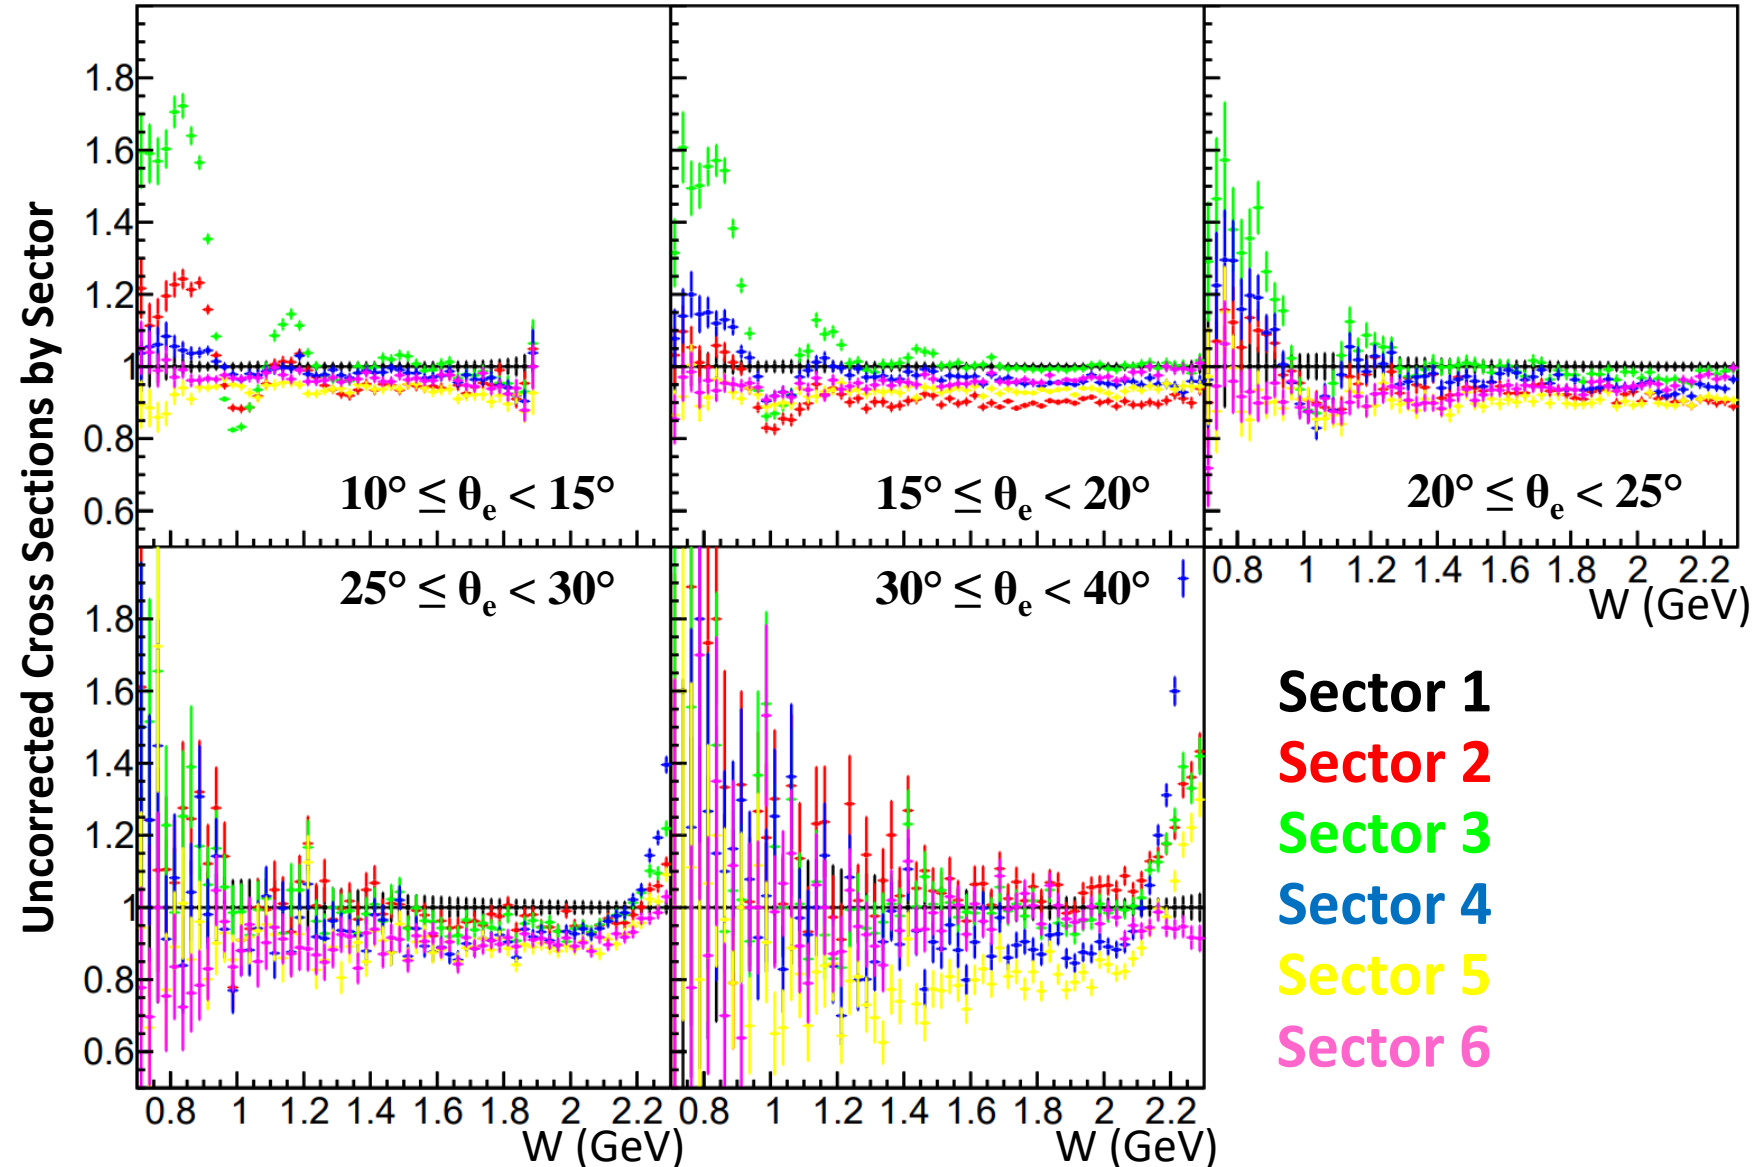 Uncorrected Cross Sections by Sector
1.8
1.6
1.4
1.2
1
0.8
0.6
10° ≤ θe < 15°
15° ≤ θe < 20°
20° ≤ θe < 25°
0.8 1 1.2 1.4 1.6 1.8 2 2.2
W (GeV)
25° ≤ θe < 30°
30° ≤ θe < 40°
1.8
1.6
1.4
1.2
1
0.8
0.6
0.8 1 1.2 1.4 1.6 1.8 2 2.2
0.8 1 1.2 1.4 1.6 1.8 2 2.2
W (GeV)
W (GeV)
Sector 1
Sector 2
Sector 3
Sector 4
Sector 5
Sector 6